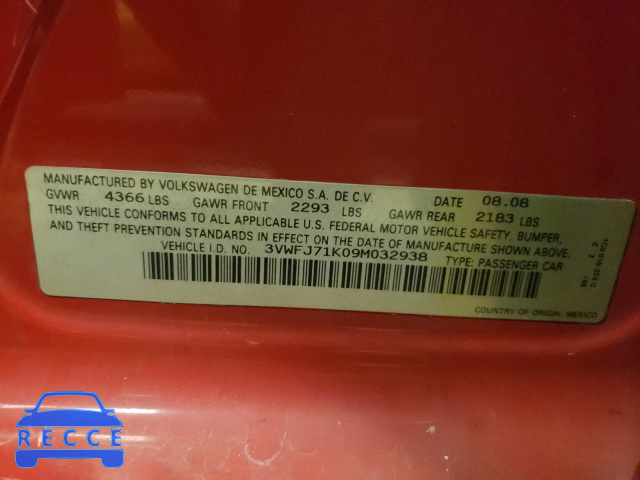 MANUFACTURED BY VOLKSWAGEN DE MEXICO S.A. DE C.V.
GVWR 4366 LBS GAWR FRONT 2293 LBS GAWR REAR 2183 LBS DATE 08.08
THIS VEHICLE CONFORMS TO ALL APPLICABLE U.S. FEDERAL MOTOR VEHICLE SAFETY, BUMPER,
AND THEFT PREVENTION STANDARDS IN EFFECT ON THE DATE OF MANUFACTURE SHOWN ABOVE.
VEHICLE I.D. NO. 3VWFJ71K09M032938 TYPE: PASSENGER CAR
COUNTRY OF ORIGIN: MEXICO
RECCE